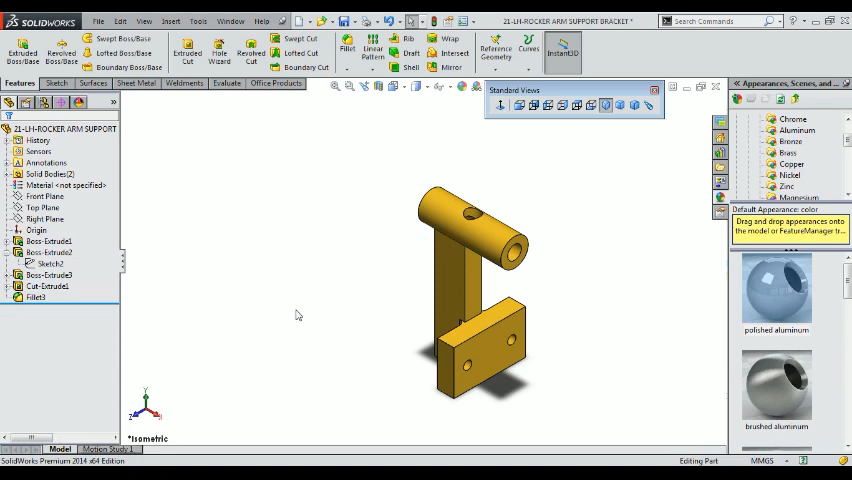 SOLIDWORKS
File Edit View Insert Tools Window Help
21-LH-ROCKER ARM SUPPORT BRACKET *
Search Commands
Extruded Boss/Base
Revolved Boss/Base
Swept Boss/Base
Lofted Boss/Base
Boundary Boss/Base
Extruded Cut
Hole Wizard
Revolved Cut
Swept Cut
Lofted Cut
Boundary Cut
Fillet
Linear Pattern
Rib
Draft
Shell
Wrap
Intersect
Mirror
Reference Geometry
Curves
Instant3D
Features Sketch Surfaces Sheet Metal Weldments Evaluate Office Products
Standard Views
Appearances, Scenes, and...
21-LH-ROCKER ARM SUPPORT
History
Sensors
Annotations
Solid Bodies(2)
Material <not specified>
Front Plane
Top Plane
Right Plane
Origin
Boss-Extrude1
Boss-Extrude2
Sketch2
Boss-Extrude3
Cut-Extrude1
Fillet3
Chrome
Aluminum
Bronze
Brass
Copper
Nickel
Zinc
Magnesium
Default Appearance: color
Drag and drop appearances onto
the model or FeatureManager tr...
polished aluminum
brushed aluminum
Y
Z X
*Isometric
Model Motion Study 1
SolidWorks Premium 2014 x64 Edition
Editing Part
MMGS